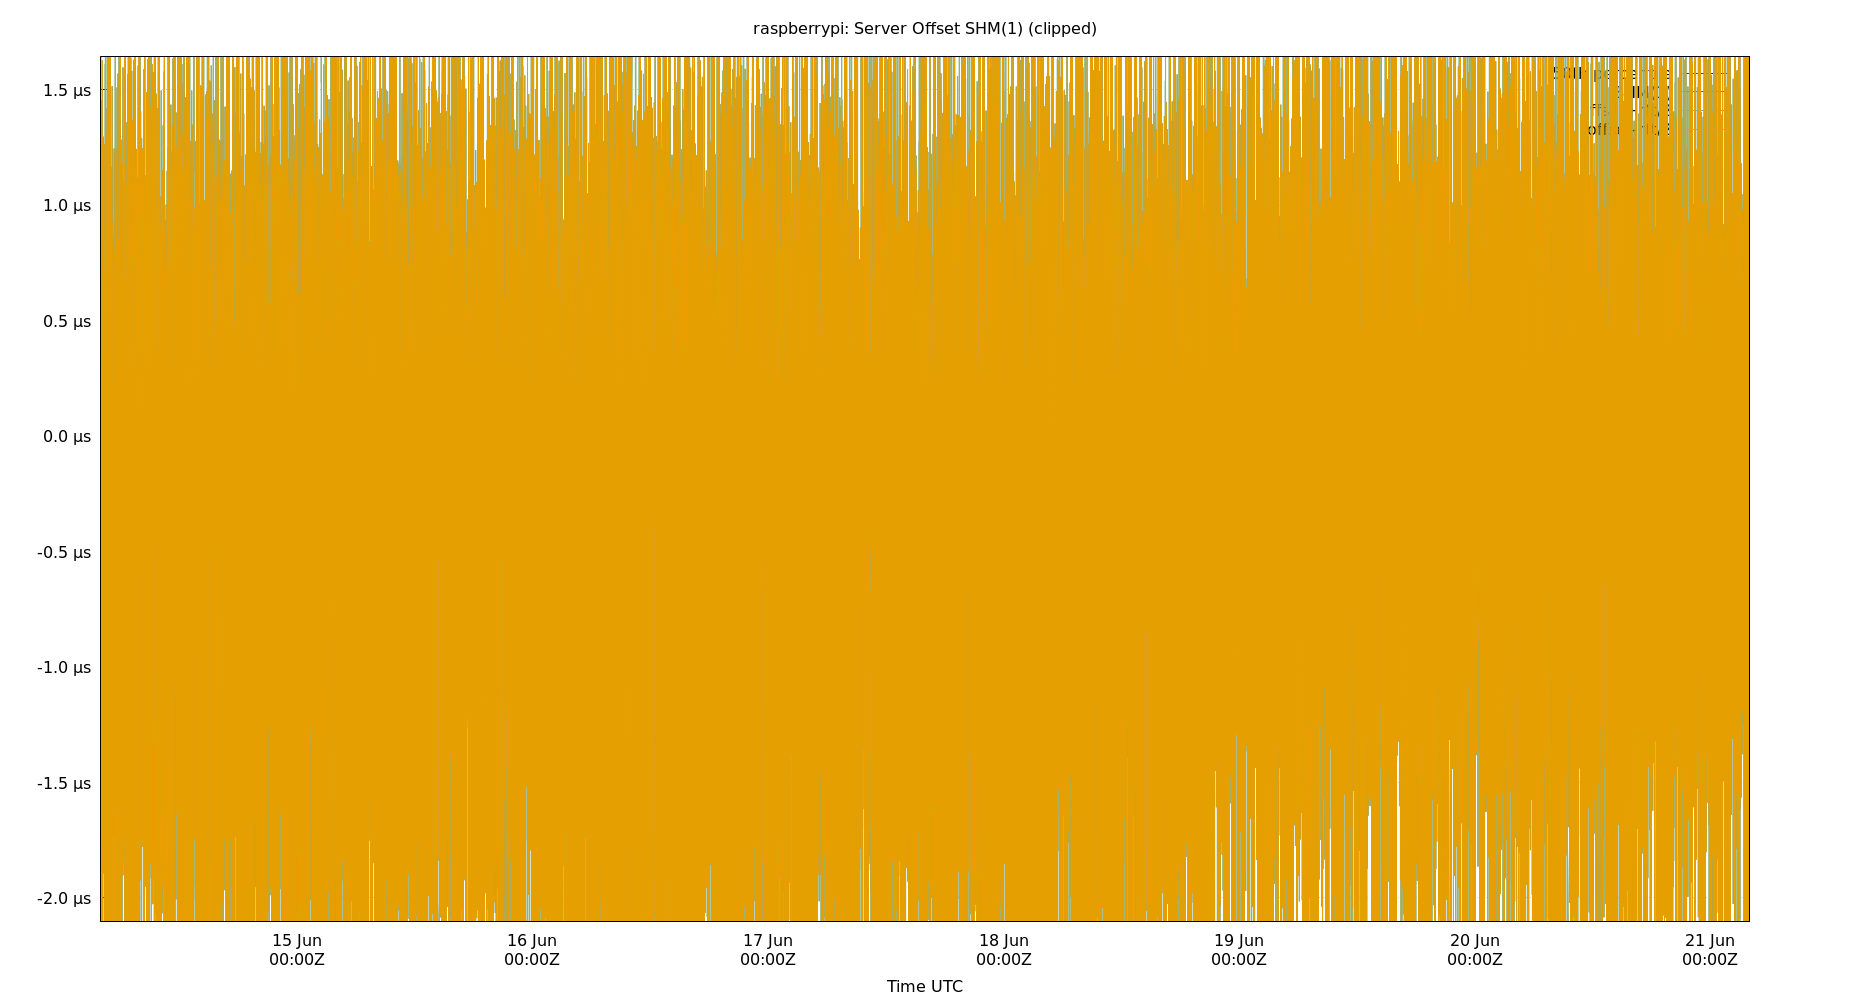 raspberrypi: Server Offset SHM(1) (clipped)
1.5 µs
1.0 µs
0.5 µs
0.0 µs
-0.5 µs
-1.0 µs
-1.5 µs
-2.0 µs
15 Jun 16 Jun 17 Jun 18 Jun 19 Jun 20 Jun 21 Jun
00:00Z 00:00Z 00:00Z 00:00Z 00:00Z 00:00Z 00:00Z
Time UTC